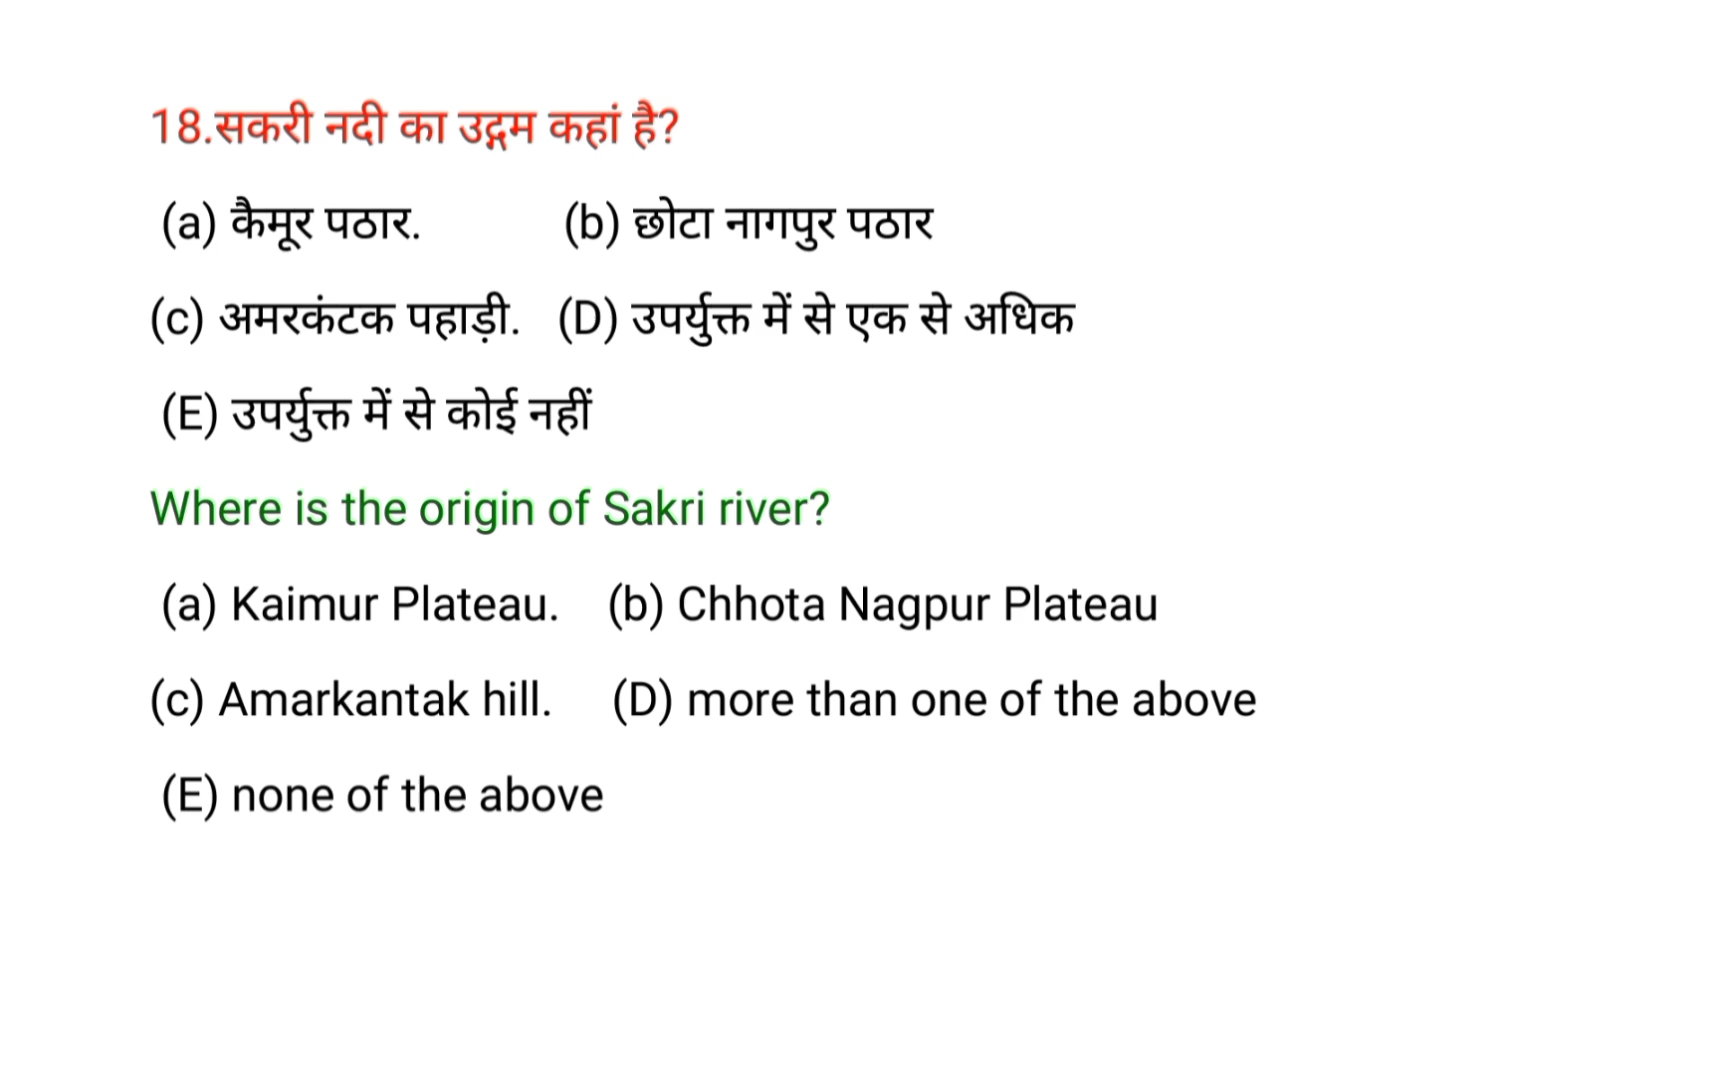 18.सकरी नदी का उद्गम कहां है?
(a) कैमूर पठार. (b) छोटा नागपुर पठार
(c) अमरकंटक पहाड़ी. (D) उपर्युक्त में से एक से अधिक
(E) उपर्युक्त में से कोई नहीं
Where is the origin of Sakri river?
(a) Kaimur Plateau. (b) Chhota Nagpur Plateau
(c) Amarkantak hill. (D) more than one of the above
(E) none of the above